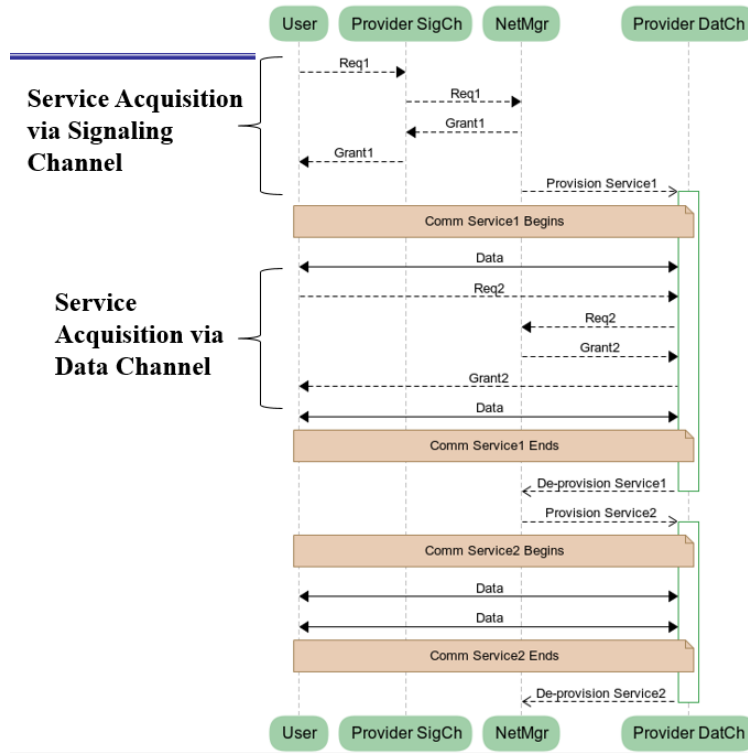 User Provider SigCh NetMgr Provider DatCh
Req1
Service Acquisition
via Signaling
Channel
Req1
Grant1
Grant1
Provision Service1
Comm Service1 Begins
Data
Service
Acquisition via
Data Channel
Req2
Req2
Grant2
Grant2
Data
Comm Service1 Ends
De-provision Service1
Provision Service2
Comm Service2 Begins
Data
Data
Comm Service2 Ends
De-provision Service2
User Provider SigCh NetMgr Provider DatCh